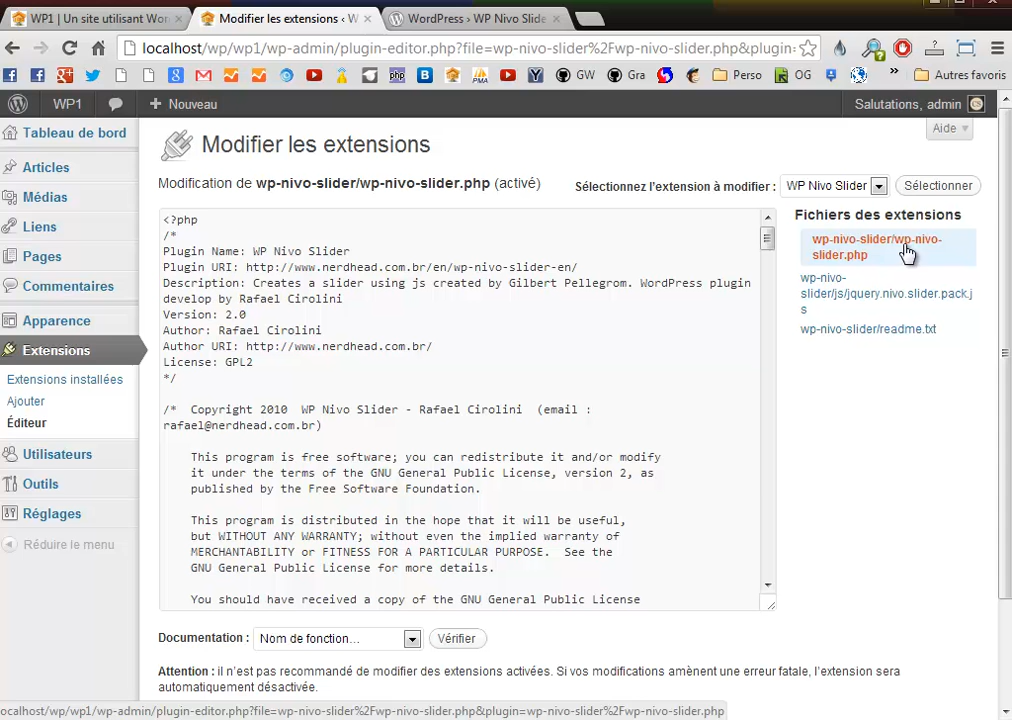 WP1 | Un site utilisant Wor
Modifier les extensions ‹ W
WordPress › WP Nivo Slide
localhost/wp/wp1/wp-admin/plugin-editor.php?file=wp-nivo-slider%2Fwp-nivo-slider.php&plugin=
GW
Gra
Perso
OG
Autres favoris
WP1
Nouveau
Salutations, admin
Tableau de bord
Articles
Médias
Liens
Pages
Commentaires
Apparence
Extensions
Extensions installées
Ajouter
Éditeur
Utilisateurs
Outils
Réglages
Réduire le menu
Aide
Modifier les extensions
Modification de wp-nivo-slider/wp-nivo-slider.php (activé)
Sélectionnez l'extension à modifier : WP Nivo Slider Sélectionner
<?php
/*
Plugin Name: WP Nivo Slider
Plugin URI: http://www.nerdhead.com.br/en/wp-nivo-slider-en/
Description: Creates a slider using js created by Gilbert Pellegrom. WordPress plugin
develop by Rafael Cirolini
Version: 2.0
Author: Rafael Cirolini
Author URI: http://www.nerdhead.com.br/
License: GPL2
*/
/* Copyright 2010 WP Nivo Slider - Rafael Cirolini (email :
rafael@nerdhead.com.br)
This program is free software; you can redistribute it and/or modify
it under the terms of the GNU General Public License, version 2, as
published by the Free Software Foundation.
This program is distributed in the hope that it will be useful,
but WITHOUT ANY WARRANTY; without even the implied warranty of
MERCHANTABILITY or FITNESS FOR A PARTICULAR PURPOSE. See the
GNU General Public License for more details.
You should have received a copy of the GNU General Public License
Fichiers des extensions
wp-nivo-slider/wp-nivo-
slider.php
wp-nivo-
slider/js/jquery.nivo.slider.pack.j
s
wp-nivo-slider/readme.txt
Documentation : Nom de fonction... Vérifier
Attention : il n'est pas recommandé de modifier des extensions activées. Si vos modifications amènent une erreur fatale, l'extension sera
automatiquement désactivée.
ocalhost/wp/wp1/wp-admin/plugin-editor.php?file=wp-nivo-slider%2Fwp-nivo-slider.php&plugin=wp-nivo-slider%2Fwp-nivo-slider.php